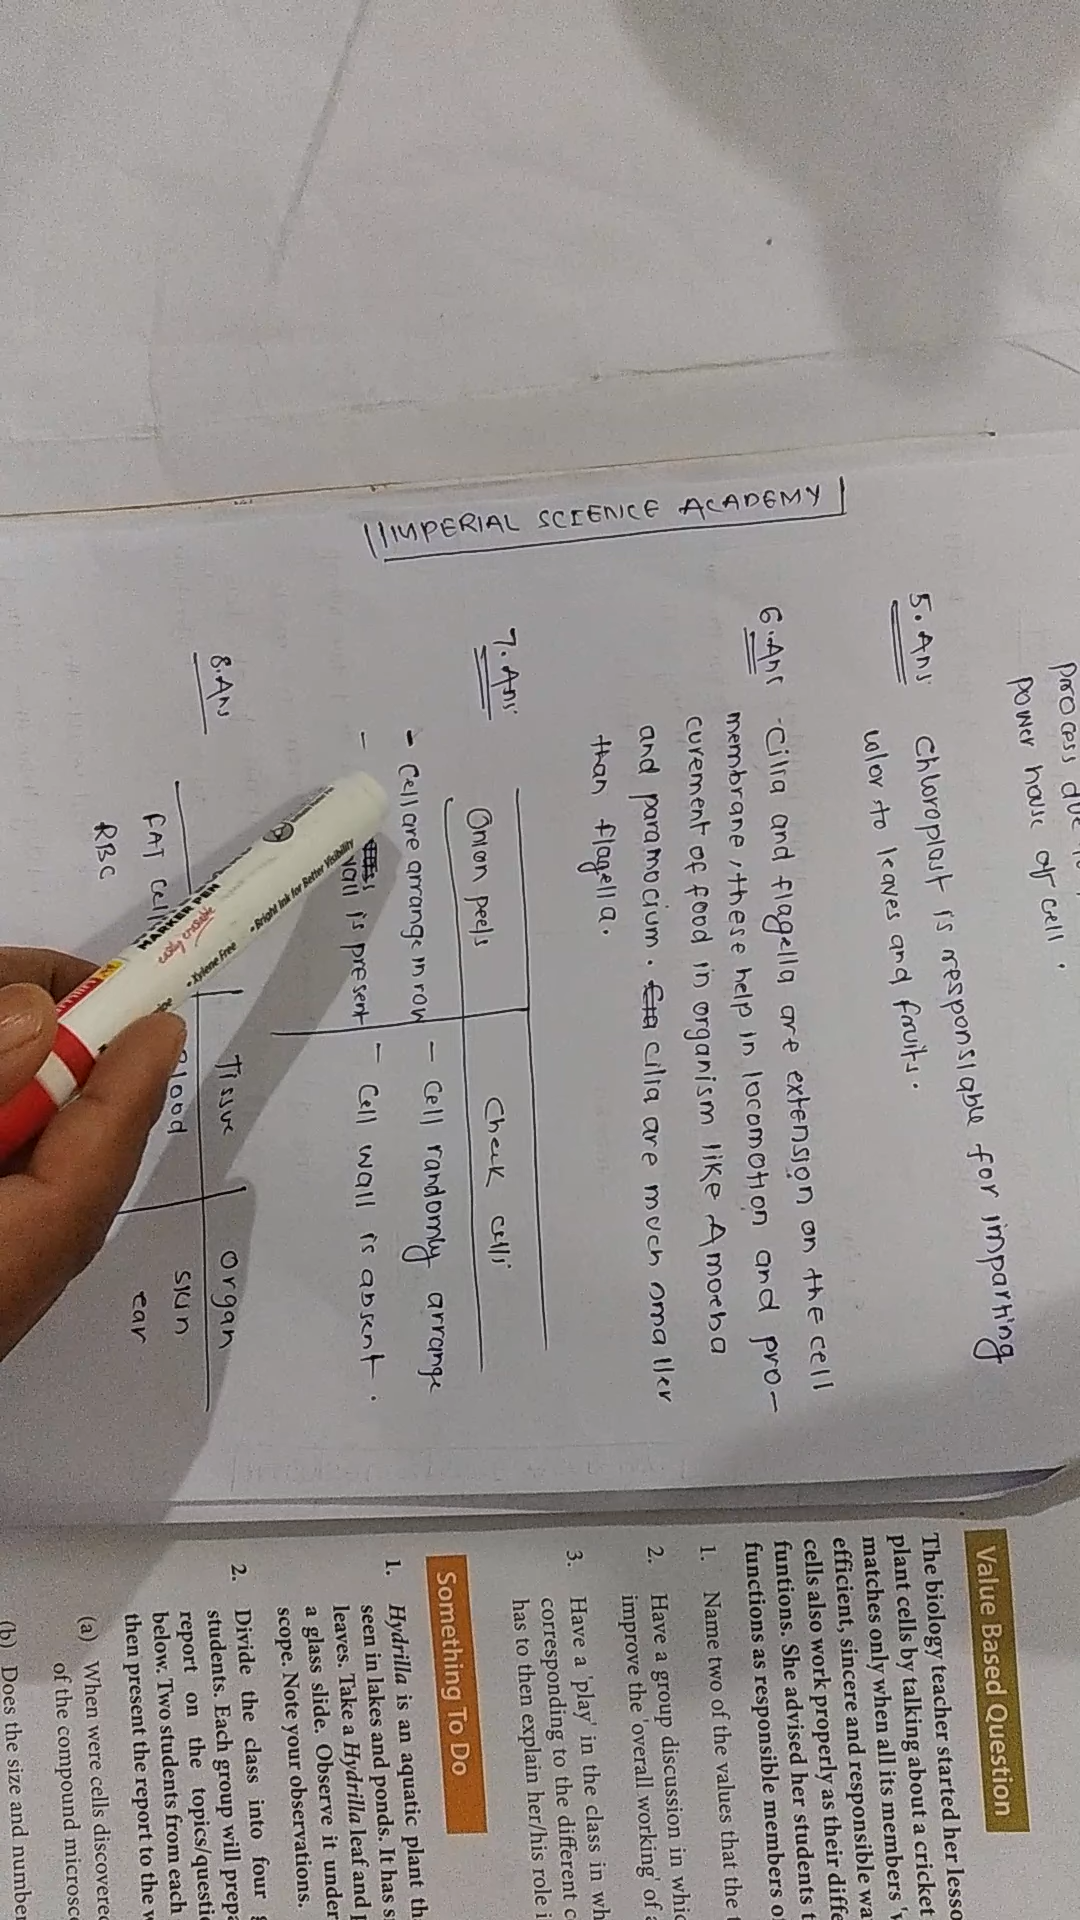 process due to
power house of cell.
IMPERIAL SCIENCE ACADEMY
5. Ans Chloroplast is responsiable for imparting
color to leaves and fruits.
6. Ans Cilia and flagella are extension on the cell
membrane, these help in locomotion and pro-
curement of food in organism like Amoeba
and paramocium. cilia are much smaller
than flagella.
7. Ans
Onion peels Cheek cells
- Cell are arrange in row - Cell randomly arrange
- wall is present - Cell wall is absent.
8. AN
Tissue organ
FAT cell Blood skin
RBC ear
MARKER PEN
easily erasable
• Xylene Free
• Bright Ink for Better Visibility
Value Based Question
The biology teacher started her lesso
plant cells by talking about a cricket
matches only when all its members 'w
efficient, sincere and responsible wa
cells also work properly as their diffe
funtions. She advised her students t
functions as responsible members o
1. Name two of the values that the t
2. Have a group discussion in whic
improve the 'overall working' of a
3. Have a 'play' in the class in wh
corresponding to the different c
has to then explain her/his role i
Something To Do
1. Hydrilla is an aquatic plant th
seen in lakes and ponds. It has s
leaves. Take a Hydrilla leaf and p
a glass slide. Observe it under
scope. Note your observations.
2. Divide the class into four g
students. Each group will prepa
report on the topics/questi
below. Two students from each
then present the report to the w
(a) When were cells discovered
of the compound microsc
(b) Does the size and number